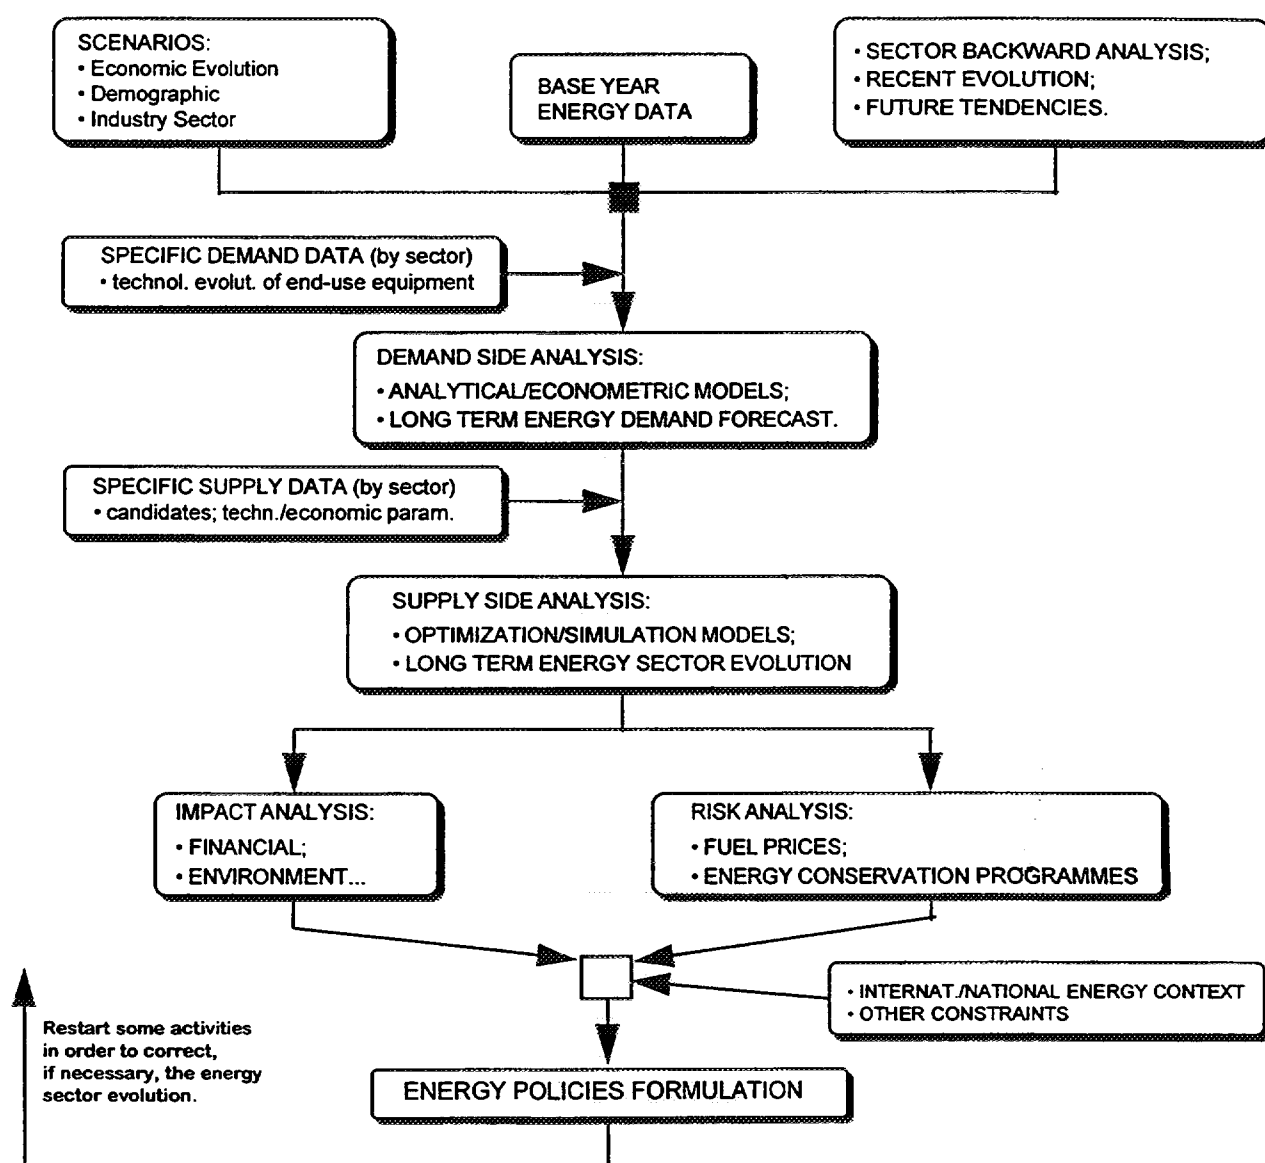 SCENARIOS:
• Economic Evolution
• Demographic
• Industry Sector
BASE YEAR
ENERGY DATA
• SECTOR BACKWARD ANALYSIS;
• RECENT EVOLUTION;
• FUTURE TENDENCIES.
SPECIFIC DEMAND DATA (by sector)
• technol. evolut. of end-use equipment
DEMAND SIDE ANALYSIS:
• ANALYTICAL/ECONOMETRIC MODELS;
• LONG TERM ENERGY DEMAND FORECAST.
SPECIFIC SUPPLY DATA (by sector)
• candidates; techn./economic param.
SUPPLY SIDE ANALYSIS:
• OPTIMIZATION/SIMULATION MODELS;
• LONG TERM ENERGY SECTOR EVOLUTION
IMPACT ANALYSIS:
• FINANCIAL;
• ENVIRONMENT...
RISK ANALYSIS:
• FUEL PRICES;
• ENERGY CONSERVATION PROGRAMMES
• INTERNAT./NATIONAL ENERGY CONTEXT
• OTHER CONSTRAINTS
Restart some activities
in order to correct,
if necessary, the energy
sector evolution.
ENERGY POLICIES FORMULATION